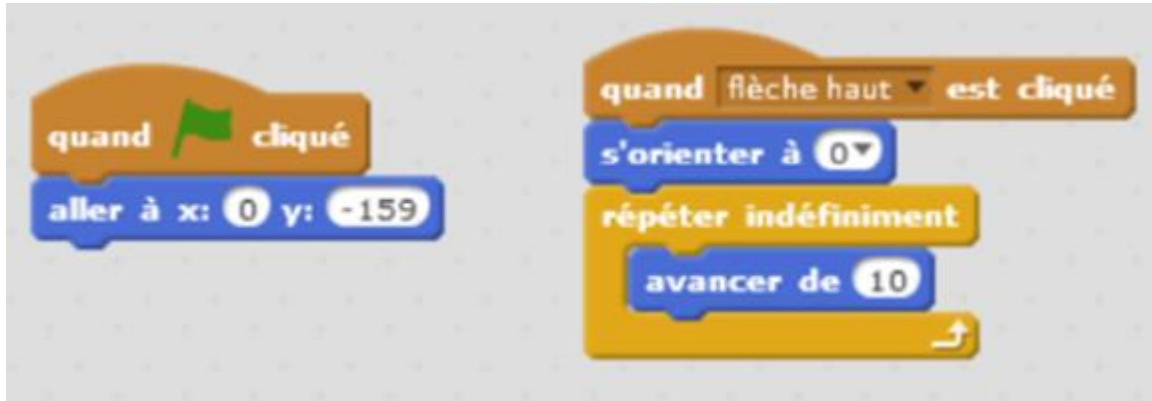 quand cliqué
aller à x: 0 y: -159
quand flèche haut est cliqué
s'orienter à 0
répéter indéfiniment
avancer de 10